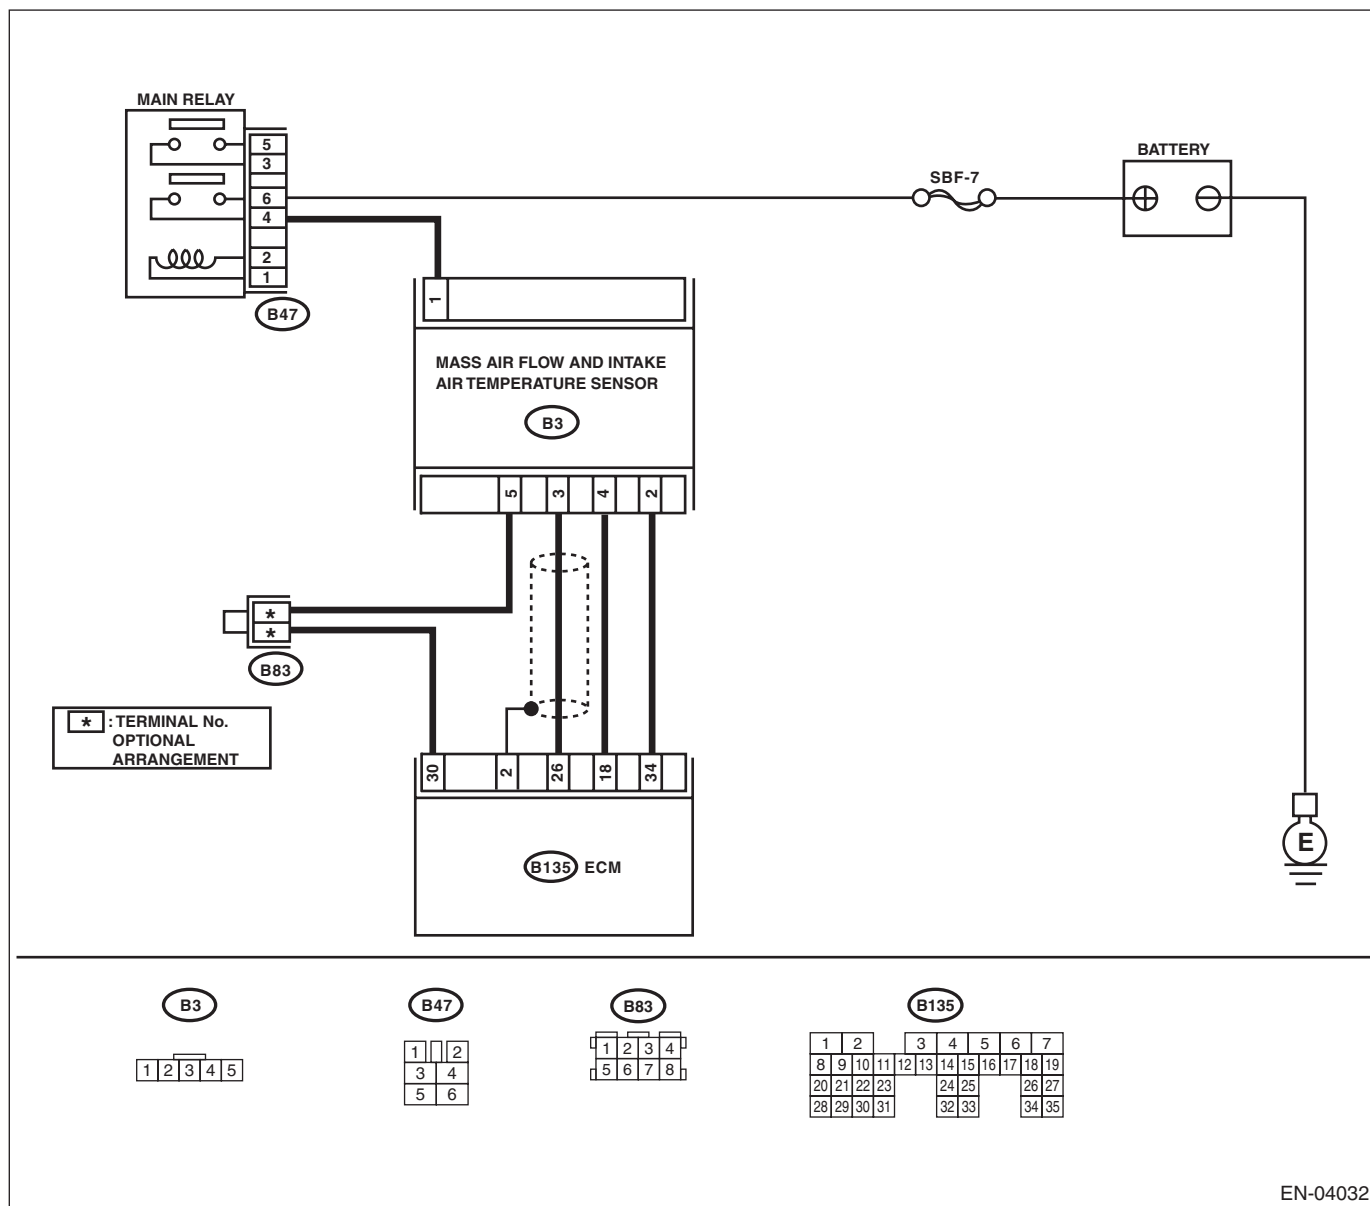 MAIN RELAY
5
3
6
4
2
1
B47
SBF-7
BATTERY
1
MASS AIR FLOW AND INTAKE
AIR TEMPERATURE SENSOR
B3
5 3 4 2
*
*
B83
* : TERMINAL No.
OPTIONAL
ARRANGEMENT
30 2 26 18 34
B135 ECM
E
B3 B47 B83 B135
1 2 3 4 5
1 2
3 4
5 6
1 2 3 4
5 6 7 8
1 2 3 4 5 6 7
8 9 10 11 12 13 14 15 16 17 18 19
20 21 22 23 24 25 26 27
28 29 30 31 32 33 34 35
EN-04032